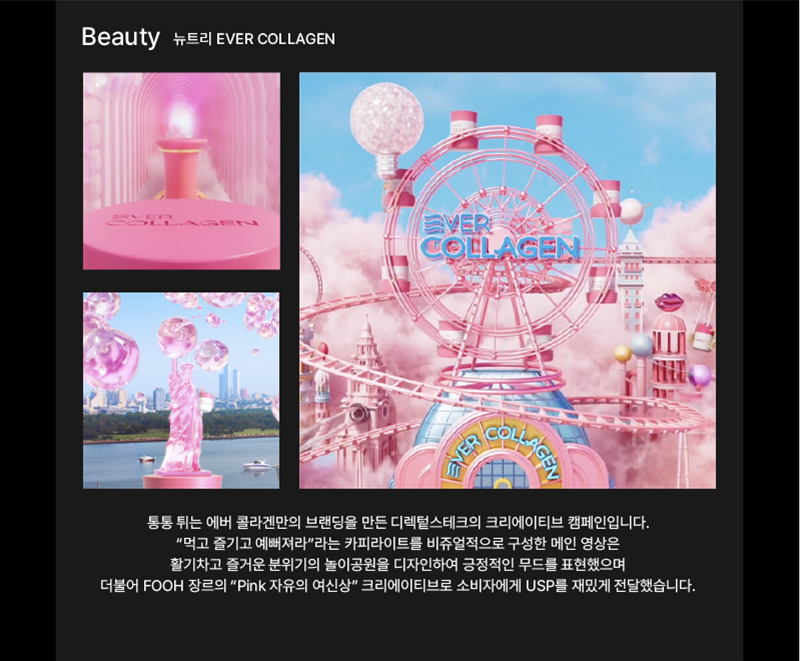 Beauty 뉴트리 EVER COLLAGEN
EVER
COLLAGEN
EVER
COLLAGEN
EVER COLLAGEN
통통 튀는 에버 콜라겐만의 브랜딩을 만든 디렉텉스테크의 크리에이티브 캠페인입니다.
“먹고 즐기고 예뻐져라”라는 카피라이트를 비쥬얼적으로 구성한 메인 영상은
활기차고 즐거운 분위기의 놀이공원을 디자인하여 긍정적인 무드를 표현했으며
더불어 FOOH 장르의 “Pink 자유의 여신상” 크리에이티브로 소비자에게 USP를 재밌게 전달했습니다.